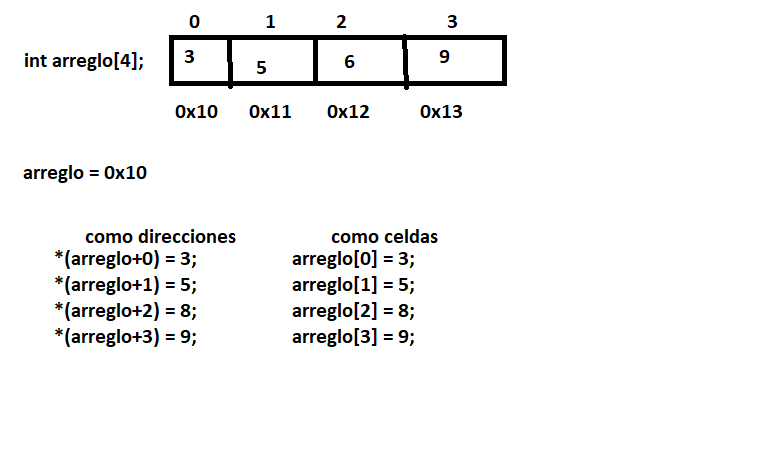 0 1 2 3
int arreglo[4]; 3 5 6 9
0x10 0x11 0x12 0x13
arreglo = 0x10
como direcciones como celdas
*(arreglo+0) = 3; arreglo[0] = 3;
*(arreglo+1) = 5; arreglo[1] = 5;
*(arreglo+2) = 8; arreglo[2] = 8;
*(arreglo+3) = 9; arreglo[3] = 9;